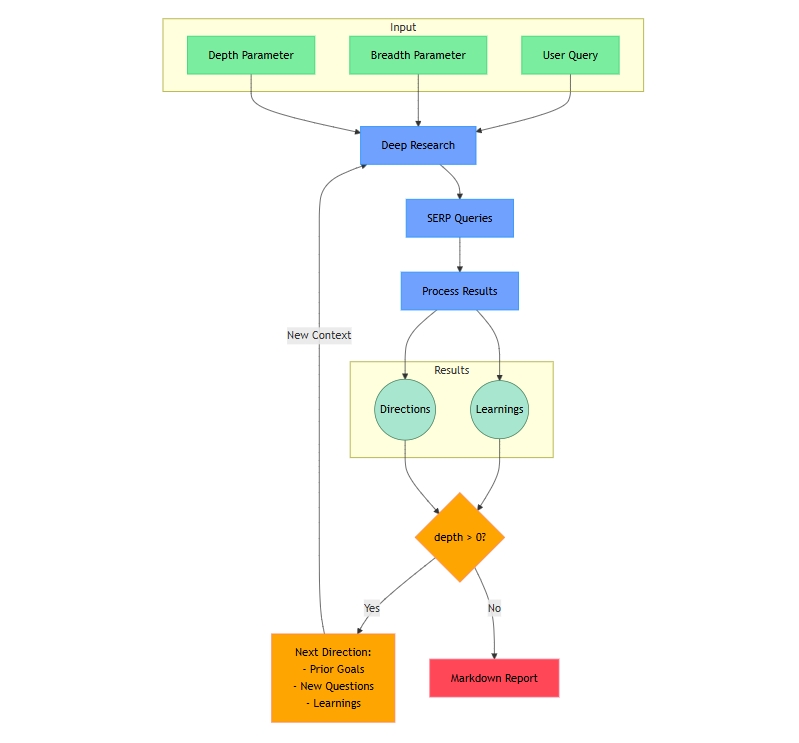 Input
Depth Parameter
Breadth Parameter
User Query
Deep Research
SERP Queries
Process Results
New Context
Results
Directions
Learnings
depth > 0?
Yes
No
Next Direction:
- Prior Goals
- New Questions
- Learnings
Markdown Report